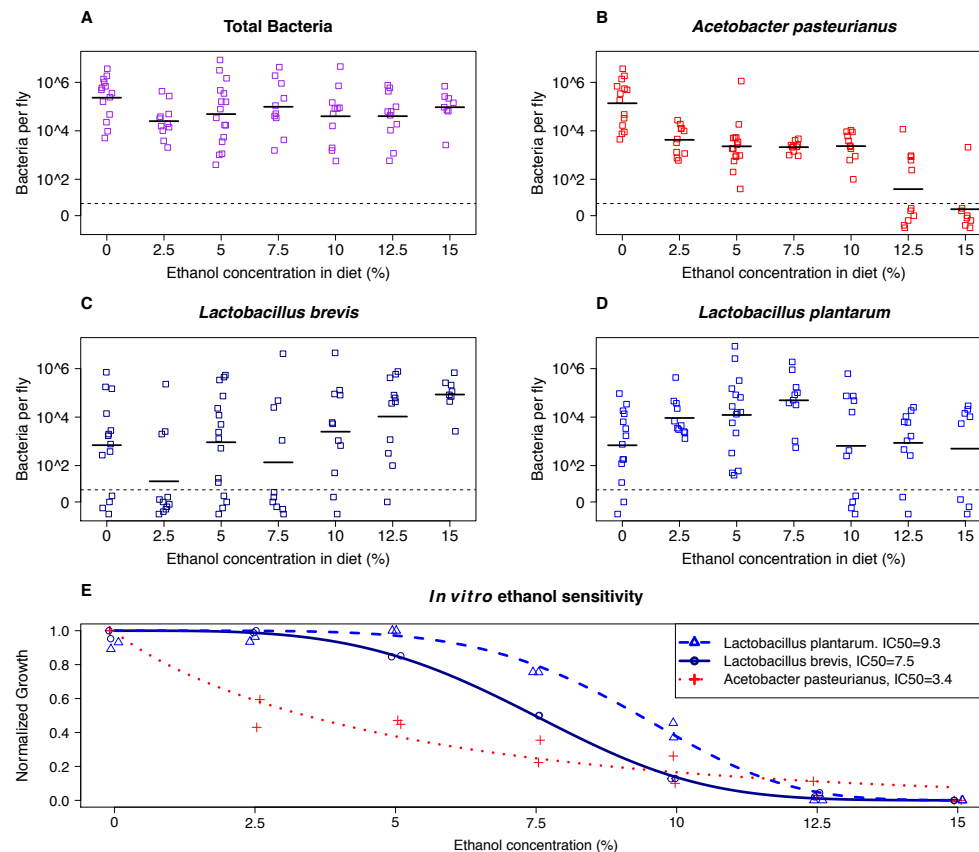 A
Total Bacteria
Bacteria per fly
10^6
10^4
10^2
0
0 2.5 5 7.5 10 12.5 15
Ethanol concentration in diet (%)
B
Acetobacter pasteurianus
Bacteria per fly
10^6
10^4
10^2
0
0 2.5 5 7.5 10 12.5 15
Ethanol concentration in diet (%)
C
Lactobacillus brevis
Bacteria per fly
10^6
10^4
10^2
0
0 2.5 5 7.5 10 12.5 15
Ethanol concentration in diet (%)
D
Lactobacillus plantarum
Bacteria per fly
10^6
10^4
10^2
0
0 2.5 5 7.5 10 12.5 15
Ethanol concentration in diet (%)
E
In vitro ethanol sensitivity
Normalized Growth
1.0
0.8
0.6
0.4
0.2
0.0
Lactobacillus plantarum. IC50=9.3
Lactobacillus brevis, IC50=7.5
Acetobacter pasteurianus, IC50=3.4
0 2.5 5 7.5 10 12.5 15
Ethanol concentration (%)